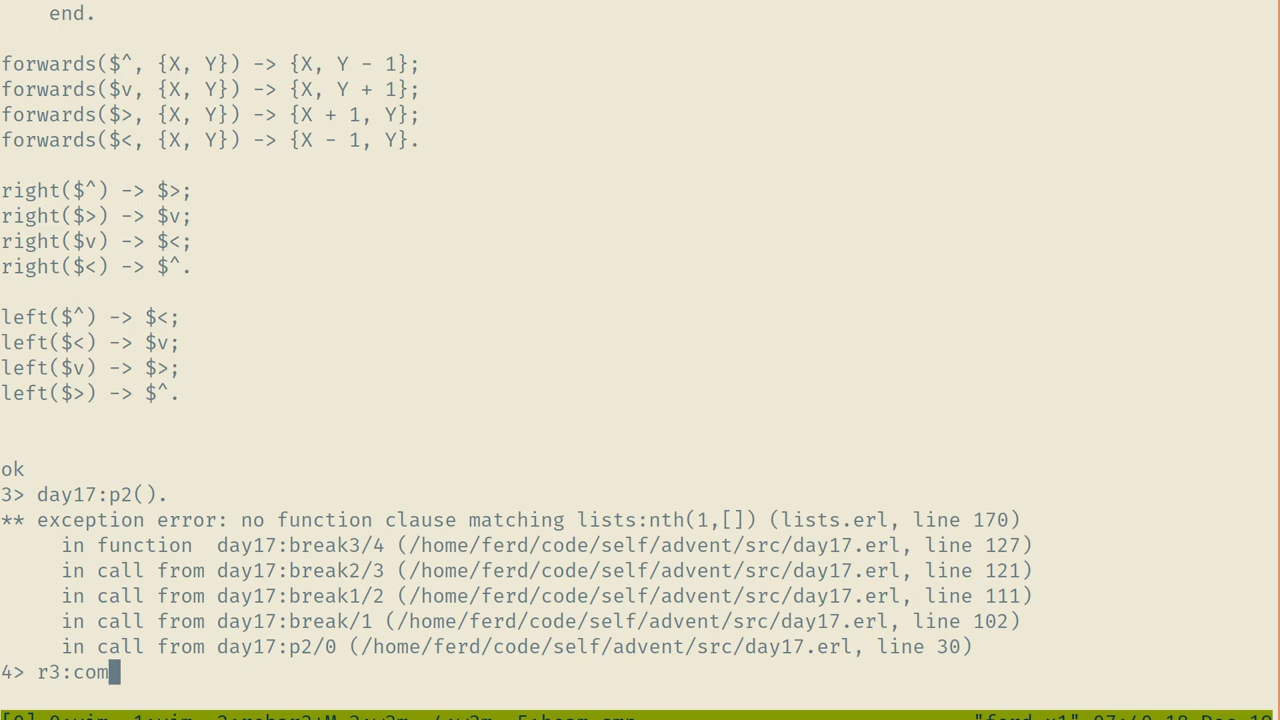 end.

forwards($^, {X, Y}) -> {X, Y - 1};
forwards($v, {X, Y}) -> {X, Y + 1};
forwards($>, {X, Y}) -> {X + 1, Y};
forwards($<, {X, Y}) -> {X - 1, Y}.

right($^) -> $>;
right($>) -> $v;
right($v) -> $<;
right($<) -> $^.

left($^) -> $<;
left($<) -> $v;
left($v) -> $>;
left($>) -> $^.

ok
3> day17:p2().
** exception error: no function clause matching lists:nth(1,[]) (lists.erl, line 170)
     in function  day17:break3/4 (/home/ferd/code/self/advent/src/day17.erl, line 127)
     in call from day17:break2/3 (/home/ferd/code/self/advent/src/day17.erl, line 121)
     in call from day17:break1/2 (/home/ferd/code/self/advent/src/day17.erl, line 111)
     in call from day17:break/1 (/home/ferd/code/self/advent/src/day17.erl, line 102)
     in call from day17:p2/0 (/home/ferd/code/self/advent/src/day17.erl, line 30)
4> r3:com